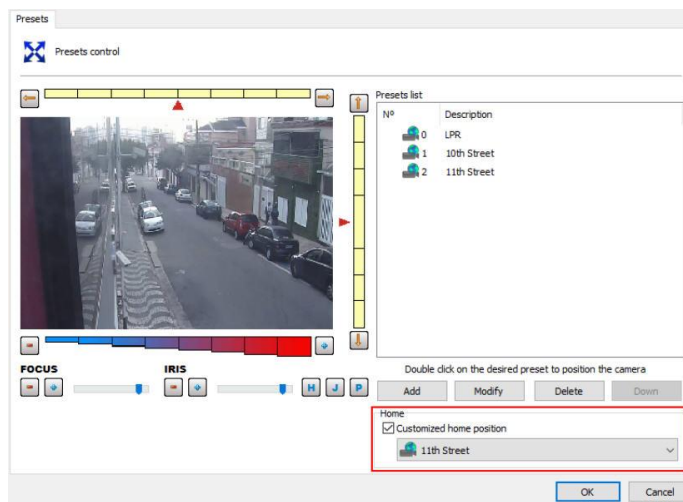 Presets
Presets control
Presets list
Nº Description
0 LPR
1 10th Street
2 11th Street
Double click on the desired preset to position the camera
FOCUS IRIS
H J P
Add Modify Delete Down
Home
Customized home position
11th Street
OK Cancel